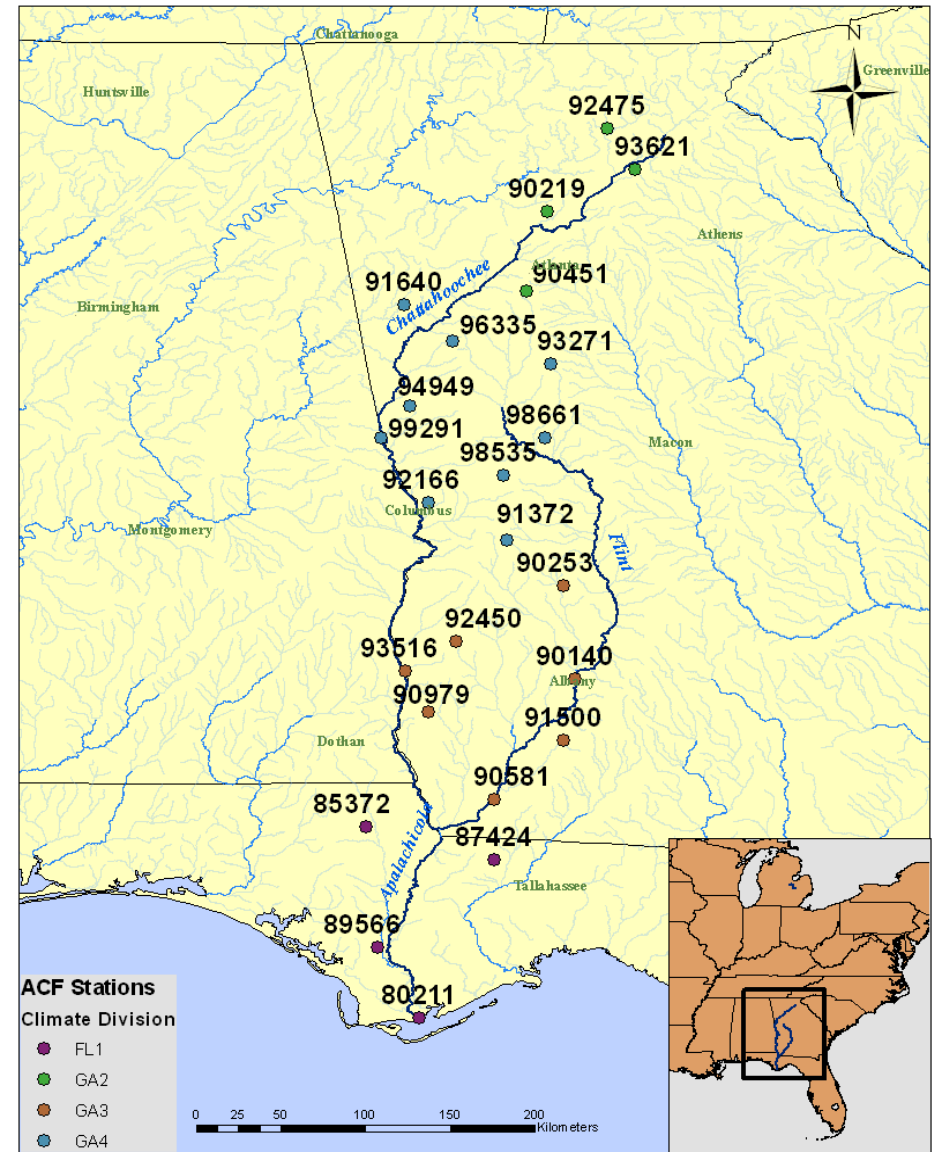 Chattanooga
N
Greenville
Huntsville
92475
93621
90219
Athens
Atlanta
90451
91640
Chattahoochee
Birmingham
96335
93271
94949
98661
99291
Macon
98535
92166
Columbus
91372
Montgomery
Flint
90253
92450
93516
90140
Albany
90979
91500
Dothan
90581
85372
Apalachicola
87424
Tallahassee
89566
80211
ACF Stations
Climate Division
FL1
GA2
GA3
GA4
0 25 50 100 150 200
Kilometers